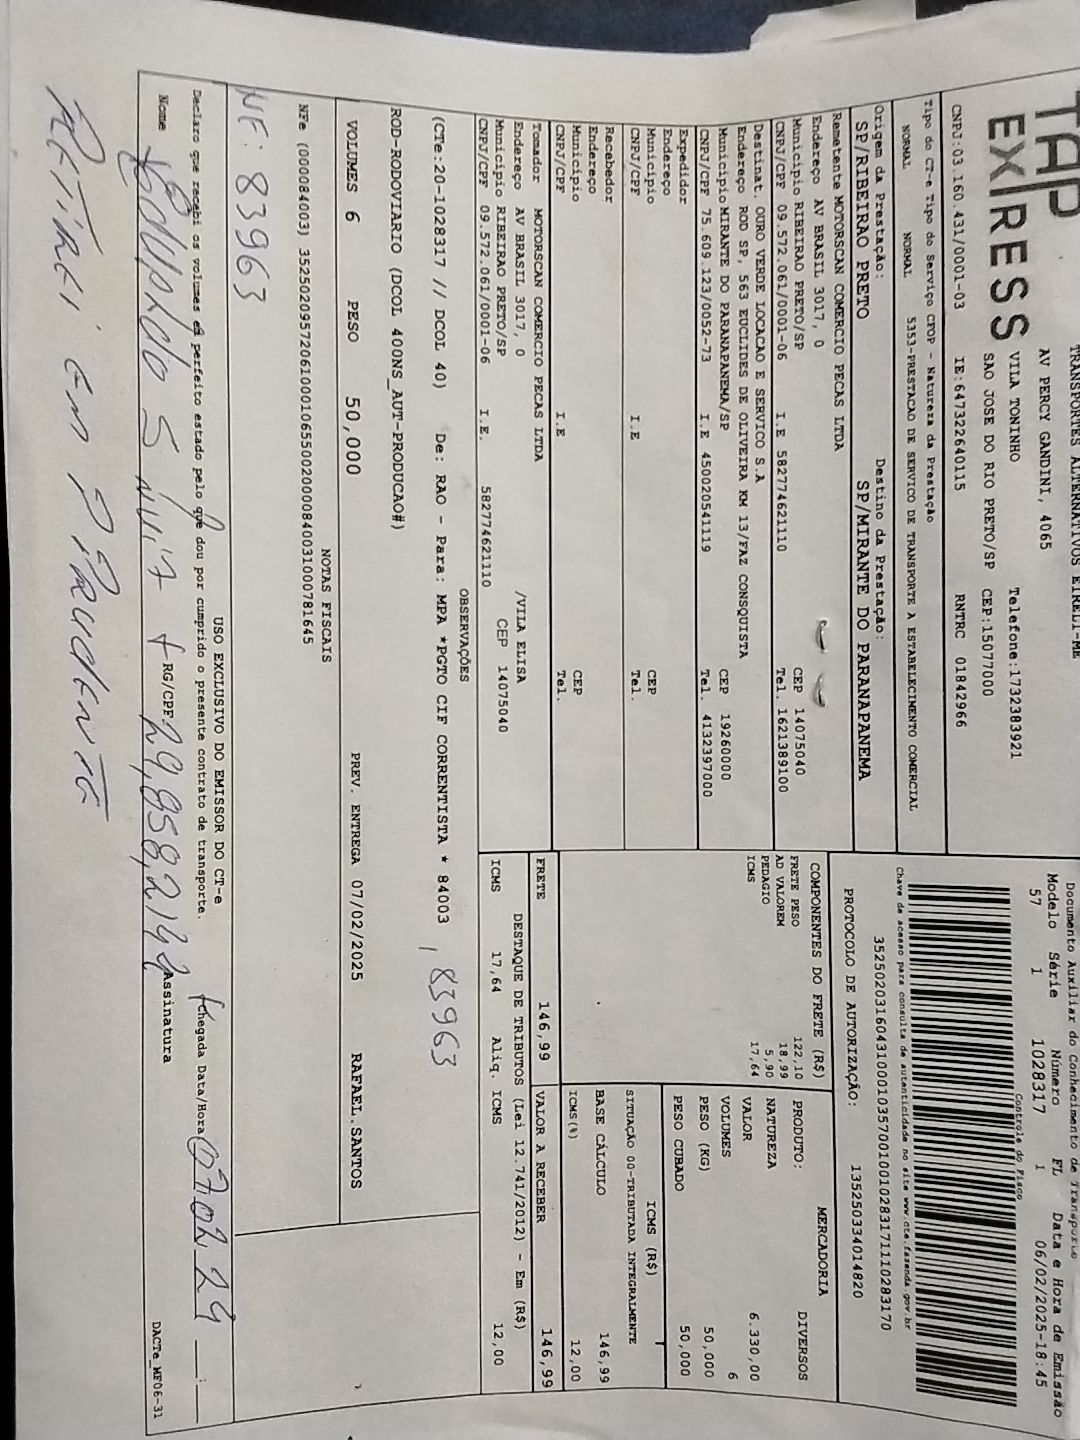 TAP
EXPRESS
TRANSPORTES ALTERNATIVOS EIRELI-ME
AV PERCY GANDINI, 4065
VILA TONINHO Telefone:1732383921
SAO JOSE DO RIO PRETO/SP CEP:15077000
CNPJ:03.160.431/0001-03 IE:647322640115 RNTRC 01842966
Documento Auxiliar do Conhecimento de Transporte
Modelo Série Número FL Data e Hora de Emissão
57 1 1028317 1 06/02/2025-18:45
Controle do Fisco
Chave de acesso para consulta de autenticidade no site www.cte.fazenda.gov.br
35250203160431000103570010010283171110283170
PROTOCOLO DE AUTORIZAÇÃO: 135250334014820
Tipo do CT-e Tipo do Serviço CFOP - Natureza da Prestação
NORMAL NORMAL 5353-PRESTACAO DE SERVICO DE TRANSPORTE A ESTABELECIMENTO COMERCIAL
Origem da Prestação: Destino da Prestação:
SP/RIBEIRAO PRETO SP/MIRANTE DO PARANAPANEMA
Remetente MOTORSCAN COMERCIO PECAS LTDA
Endereço AV BRASIL 3017, 0
Município RIBEIRAO PRETO/SP CEP 14075040
CNPJ/CPF 09.572.061/0001-06 I.E 582774621110 Tel. 1621389100
Destinat. OURO VERDE LOCACAO E SERVICO S.A
Endereço ROD SP, 563 EUCLIDES DE OLIVEIRA KM 13/FAZ CONSQUISTA
Município MIRANTE DO PARANAPANEMA/SP CEP 19260000
CNPJ/CPF 75.609.123/0052-73 I.E 450020541119 Tel. 4132397000
Expedidor
Endereço
Município CEP
CNPJ/CPF I.E Tel.
Recebedor
Endereço
Município CEP
CNPJ/CPF I.E Tel.
Tomador MOTORSCAN COMERCIO PECAS LTDA
Endereço AV BRASIL 3017, 0 /VILA ELISA
Município RIBEIRAO PRETO/SP CEP 14075040
CNPJ/CPF 09.572.061/0001-06 I.E. 582774621110
COMPONENTES DO FRETE (R$)
FRETE PESO 122,10
AD VALOREM 18,99
PEDAGIO 5,90
ICMS 17,64
PRODUTO: MERCADORIA DIVERSOS
NATUREZA
VALOR 6.330,00
VOLUMES 6
PESO (KG) 50,000
PESO CUBADO 50,000
ICMS (R$)
SITUAÇÃO 00-TRIBUTADA INTEGRALMENTE
BASE CÁLCULO 146,99
ICMS(%) 12,00
FRETE 146,99 VALOR A RECEBER 146,99
DESTAQUE DE TRIBUTOS (Lei 12.741/2012) - Em (R$)
ICMS 17,64 Aliq. ICMS 12,00
OBSERVAÇÕES
(CTe:20-1028317 // DCOL 40) De: RAO - Para: MPA *PGTO CIF CORRENTISTA * 84003 , 83963
ROD-RODOVIARIO (DCOL 400NS_AUT-PRODUCAO#)
VOLUMES 6 PESO 50,000 PREV. ENTREGA 07/02/2025 RAFAEL.SANTOS
NOTAS FISCAIS
NFe (000084003) 35250209572061000106550020000840031000781645
NF: 83963
USO EXCLUSIVO DO EMISSOR DO CT-e
Declaro que recebi os volumes em perfeito estado pelo que dou por cumprido o presente contrato de transporte. Chegada Data/Hora 07 02 24
Nome RG/CPF Assinatura
DACTe_MF06-31
Retirei em P Prudente